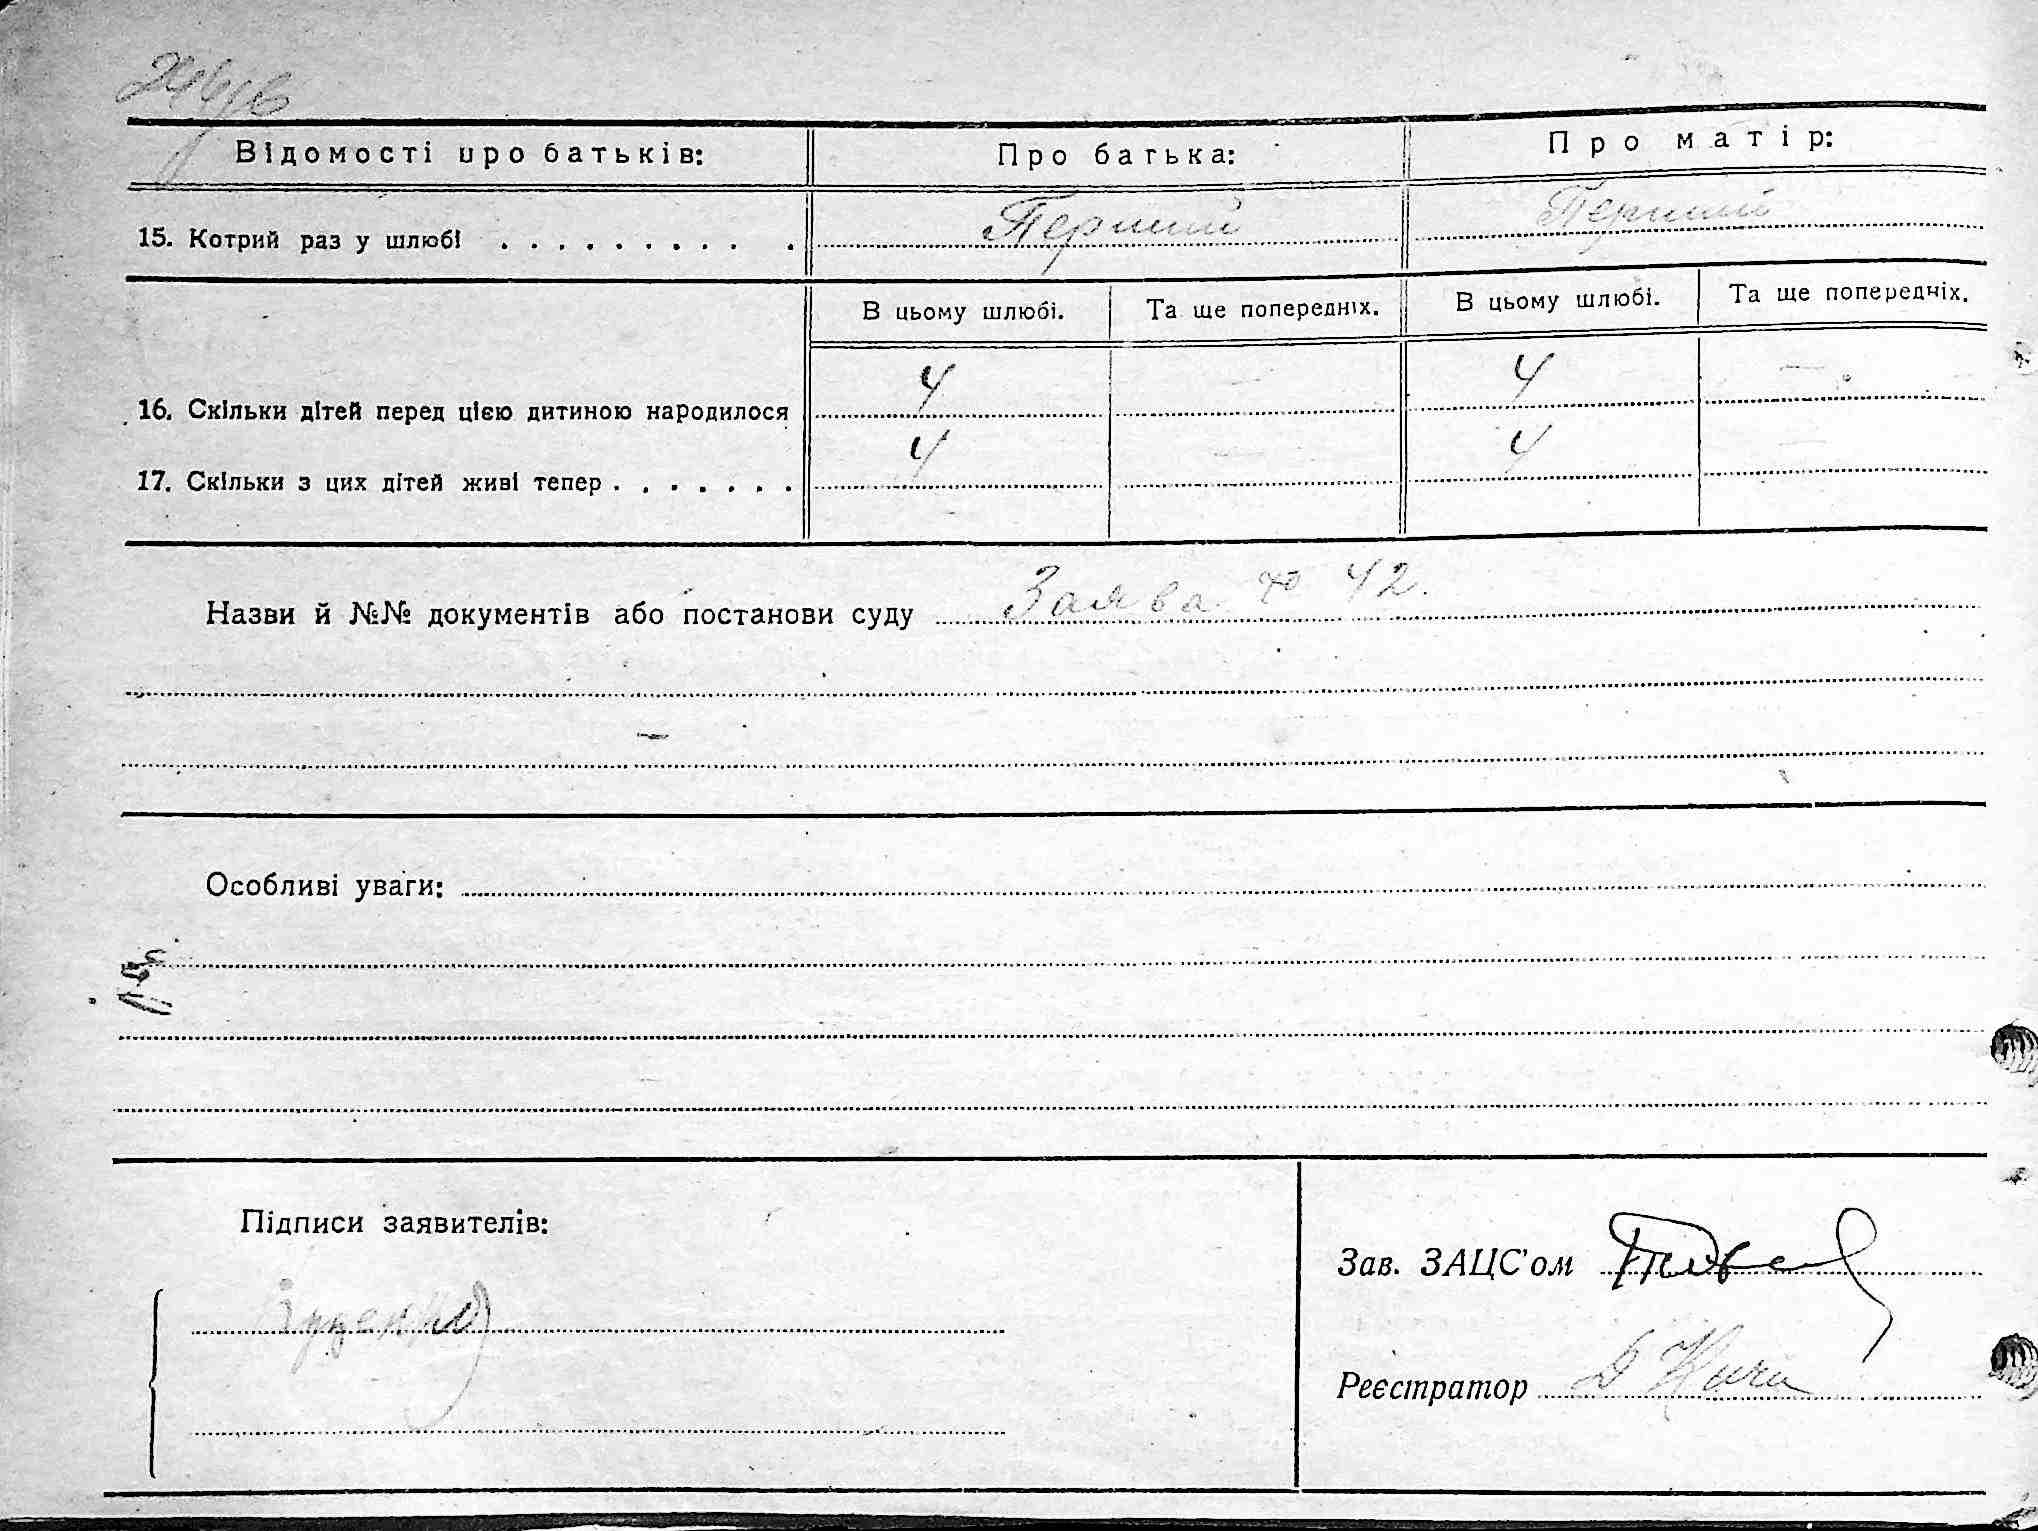 Відомості про батьків: Про батька: Про матір:
15. Котрий раз у шлюбі . . . . . . . . . . . Перший Перший
В цьому шлюбі. Та ще попередніх. В цьому шлюбі. Та ще попередніх.
16. Скільки дітей перед цією дитиною народилося 4 — 4 —
17. Скільки з цих дітей живі тепер . . . . . . . 4 — 4 —
Назви й №№ документів або постанови суду Заява № 42.
Особливі уваги:
Підписи заявителів:
Зав. ЗАЦС'ом
Реєстратор